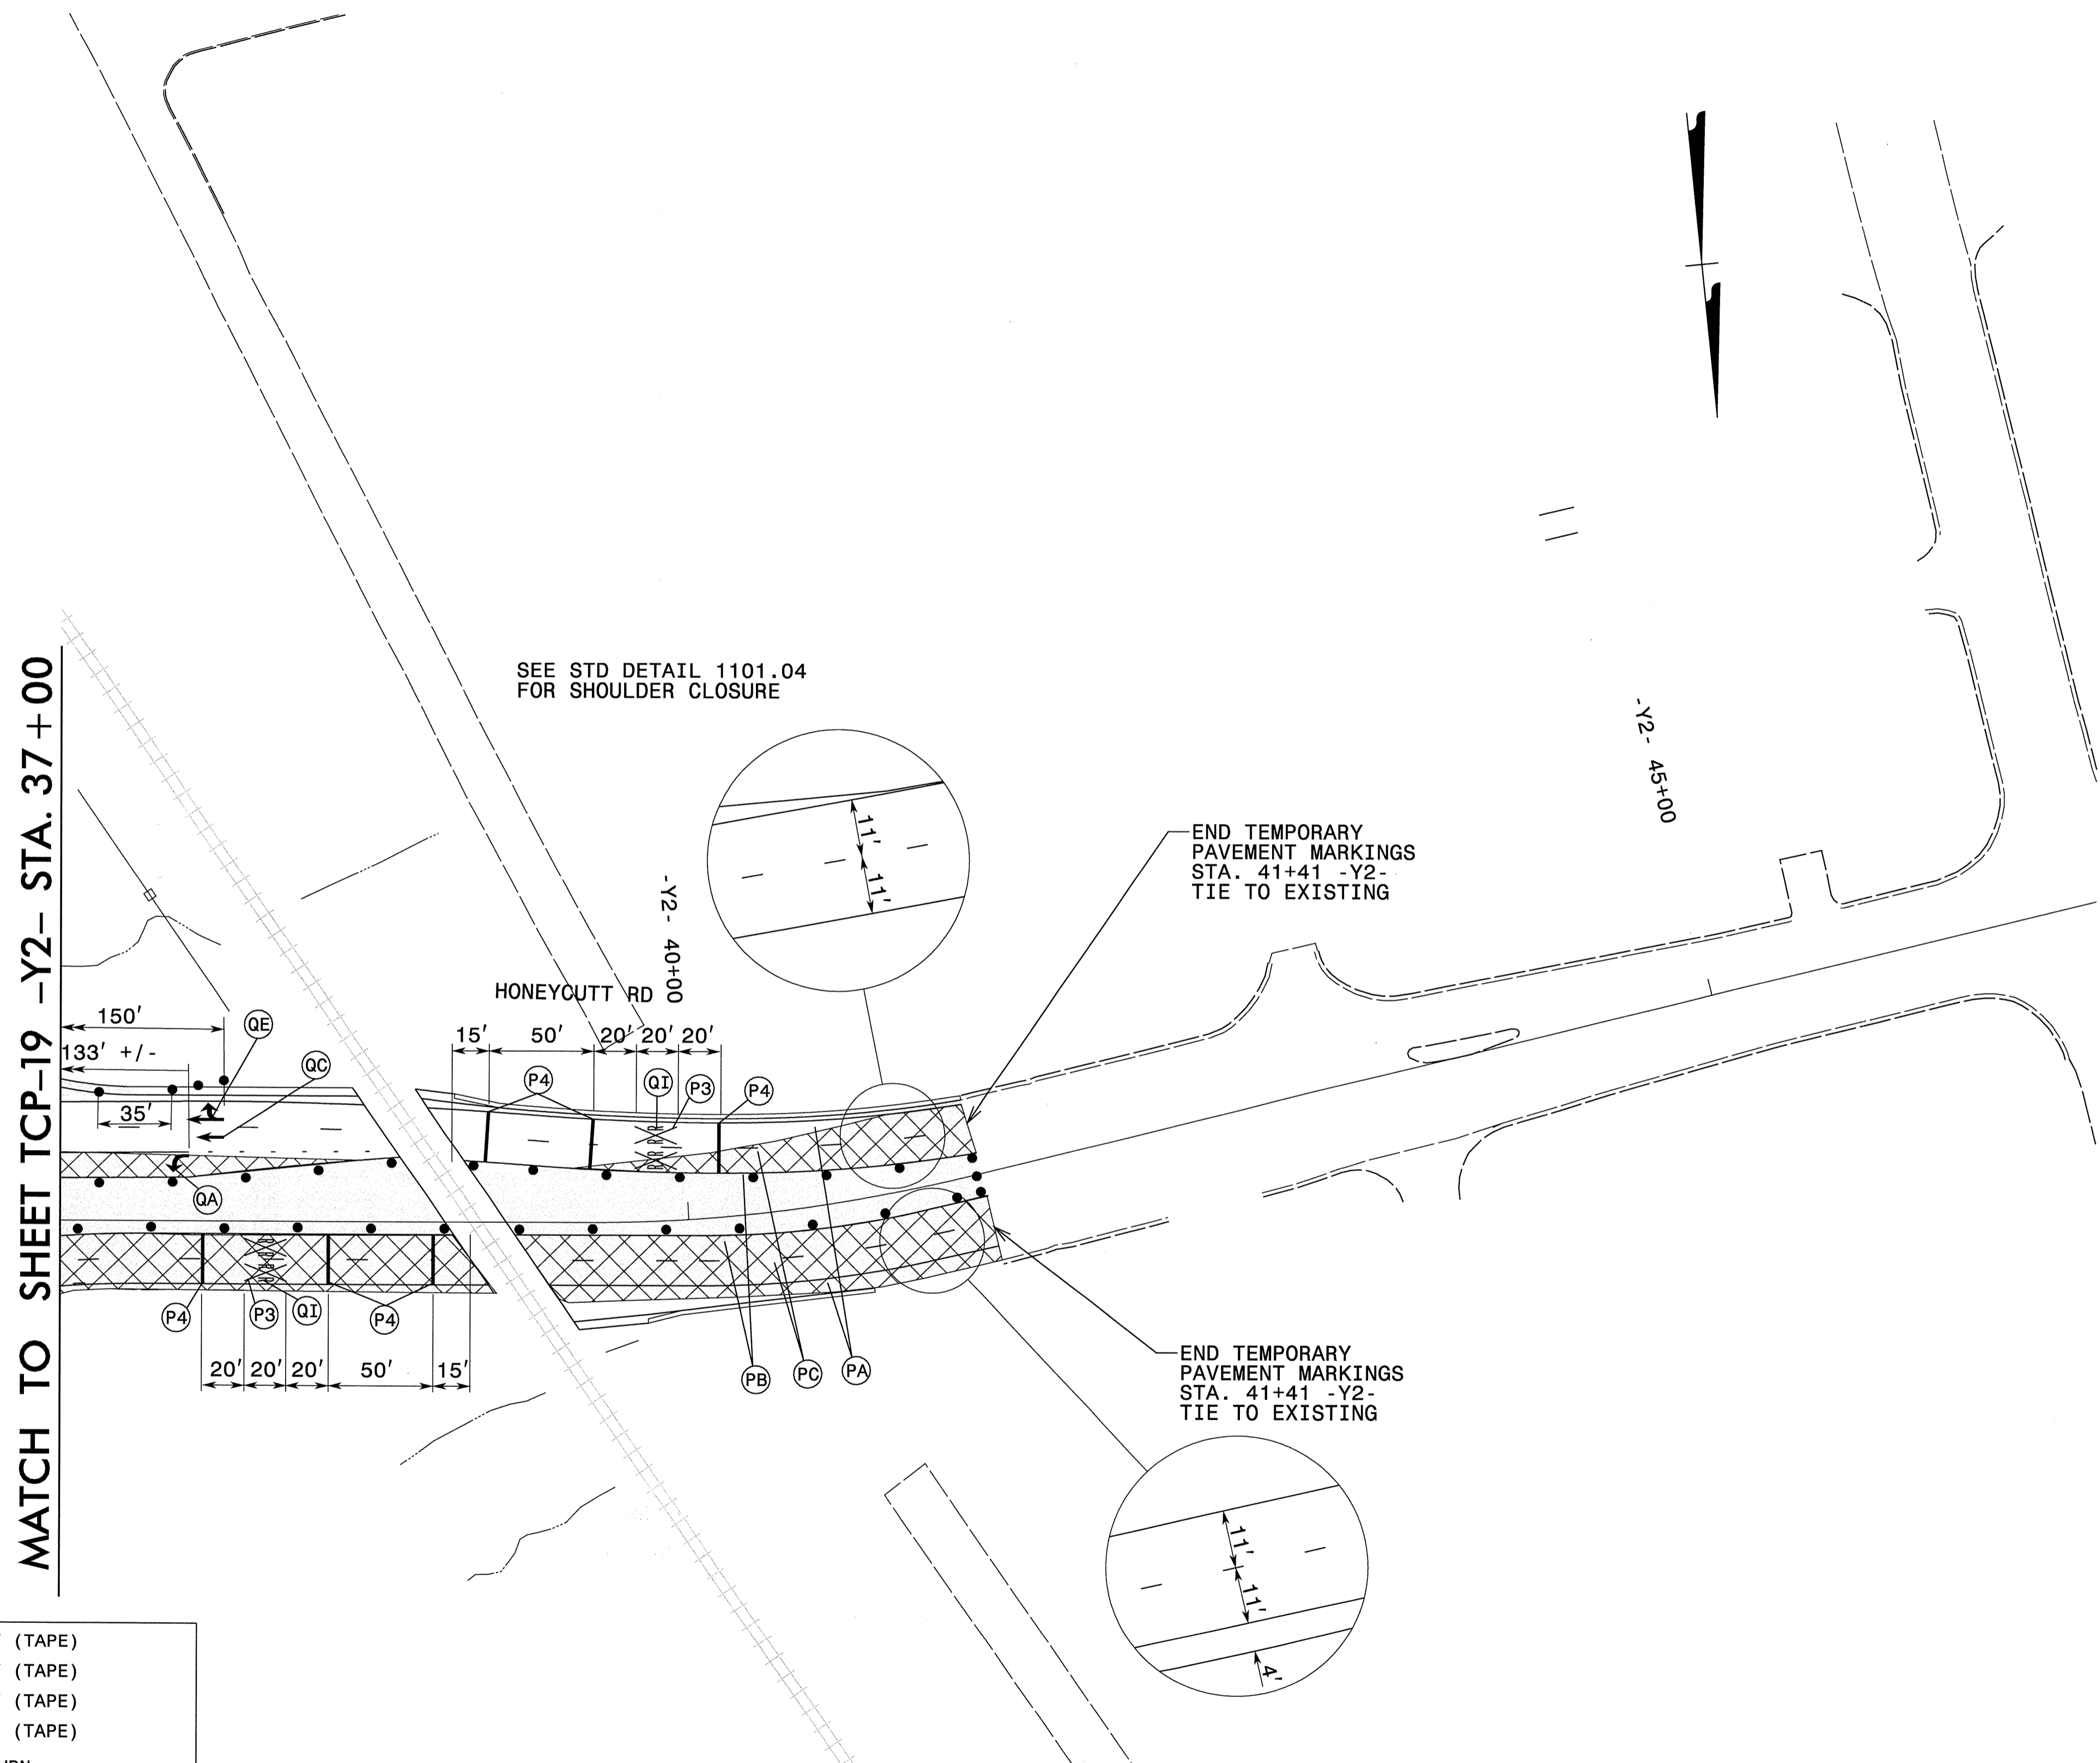 MATCH TO SHEET TCP-19 -Y2- STA. 37+00
SEE STD DETAIL 1101.04
FOR SHOULDER CLOSURE
-Y2- 45+00
11'
11'
END TEMPORARY
PAVEMENT MARKINGS
STA. 41+41 -Y2-
TIE TO EXISTING
-Y2- 40+00
HONEYCUTT RD
150'
QE
133' +/-
QC
35'
QA
15' 50' 20' 20' 20'
P4
QI
P3
P4
R R
R R
P4
P3
QI
P4
20' 20' 20' 50' 15'
PB
PC
PA
END TEMPORARY
PAVEMENT MARKINGS
STA. 41+41 -Y2-
TIE TO EXISTING
11'
11'
4'
(TAPE)
(TAPE)
(TAPE)
(TAPE)